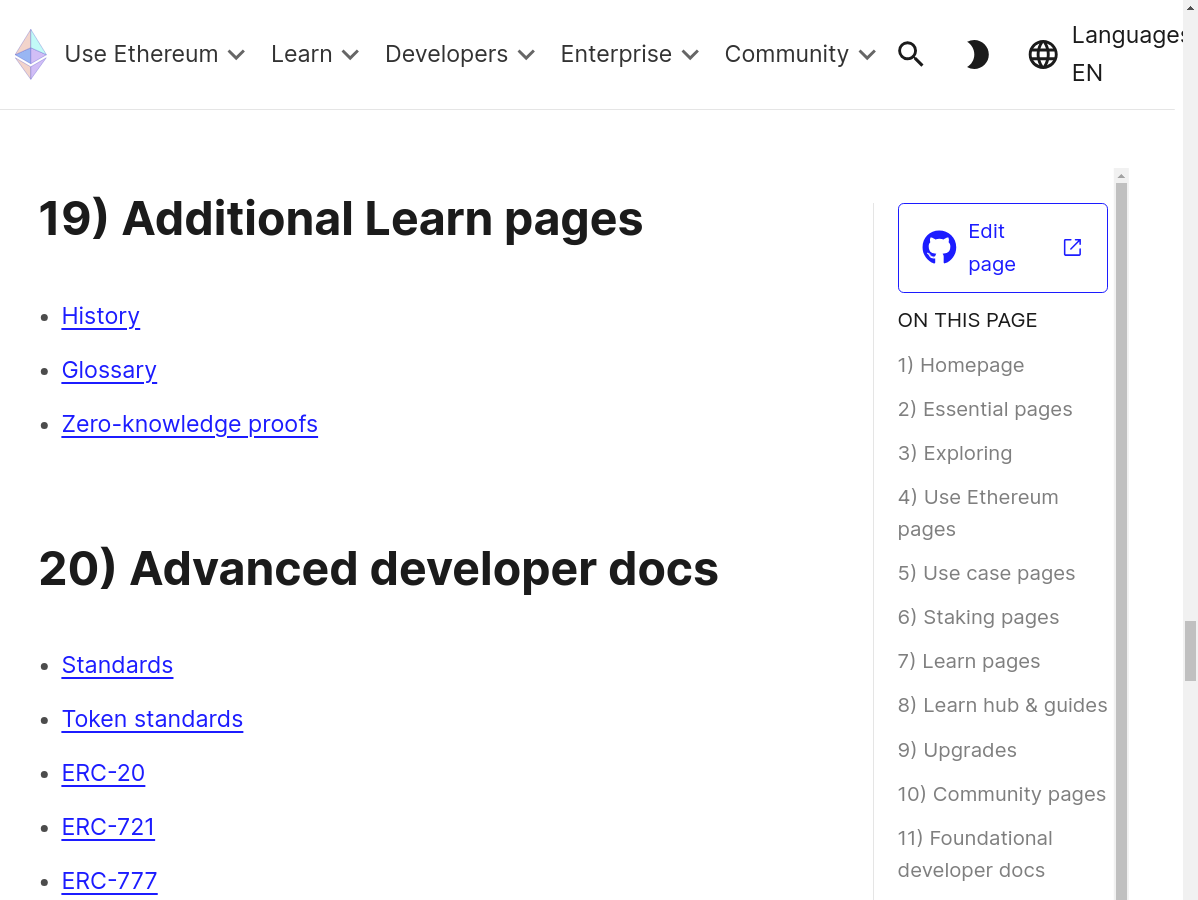 Use Ethereum
Learn
Developers
Enterprise
Community
Languages
EN
19) Additional Learn pages
History
Glossary
Zero-knowledge proofs
20) Advanced developer docs
Standards
Token standards
ERC-20
ERC-721
ERC-777
Edit
page
ON THIS PAGE
1) Homepage
2) Essential pages
3) Exploring
4) Use Ethereum
pages
5) Use case pages
6) Staking pages
7) Learn pages
8) Learn hub & guides
9) Upgrades
10) Community pages
11) Foundational
developer docs